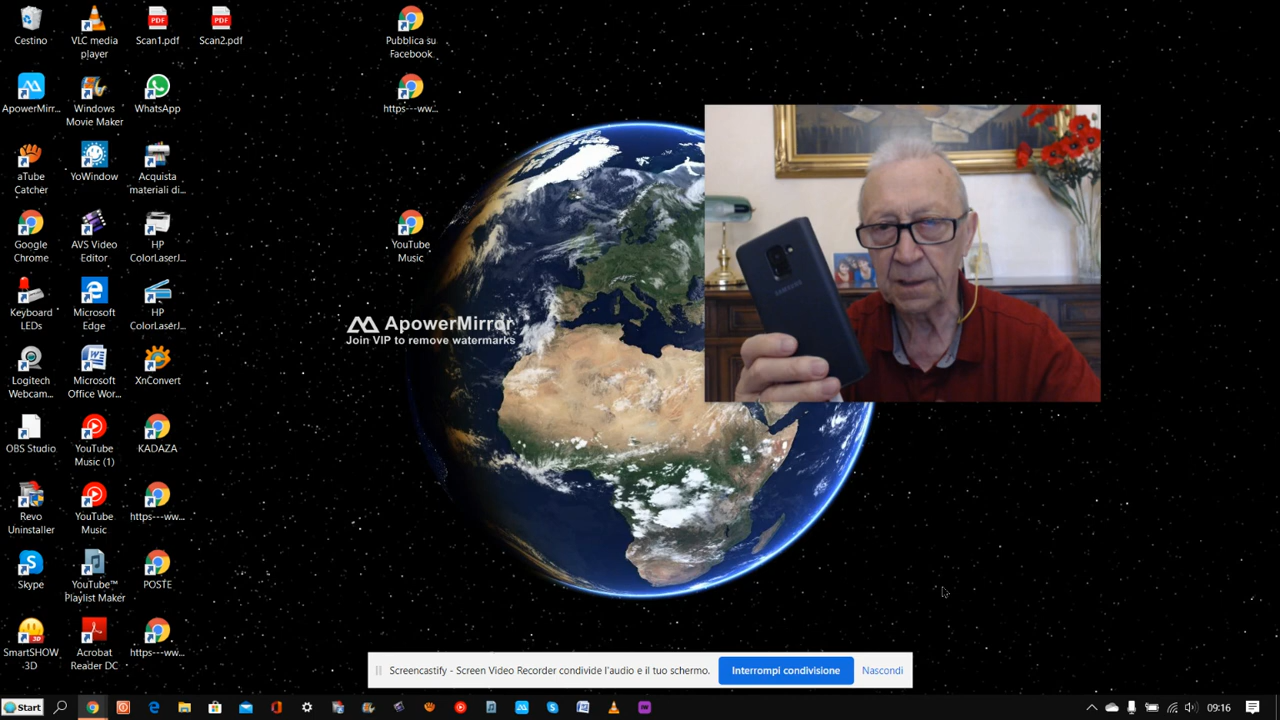 Cestino
VLC media
player
Scan1.pdf
Scan2.pdf
Pubblica su
Facebook
ApowerMirr...
Windows
Movie Maker
WhatsApp
https---ww...
aTube
Catcher
YoWindow
Acquista
materiali di...
Google
Chrome
AVS Video
Editor
HP
ColorLaserJ...
YouTube
Music
Keyboard
LEDs
Microsoft
Edge
HP
ColorLaserJ...
Logitech
Webcam...
Microsoft
Office Wor...
XnConvert
OBS Studio
YouTube
Music (1)
KADAZA
Revo
Uninstaller
YouTube
Music
https---ww...
Skype
YouTube™
Playlist Maker
POSTE
SmartSHOW
3D
Acrobat
Reader DC
https---ww...
ApowerMirror
Join VIP to remove watermarks
SAMSUNG
Screencastify - Screen Video Recorder condivide l'audio e il tuo schermo.
Interrompi condivisione
Nascondi
Start
09:16